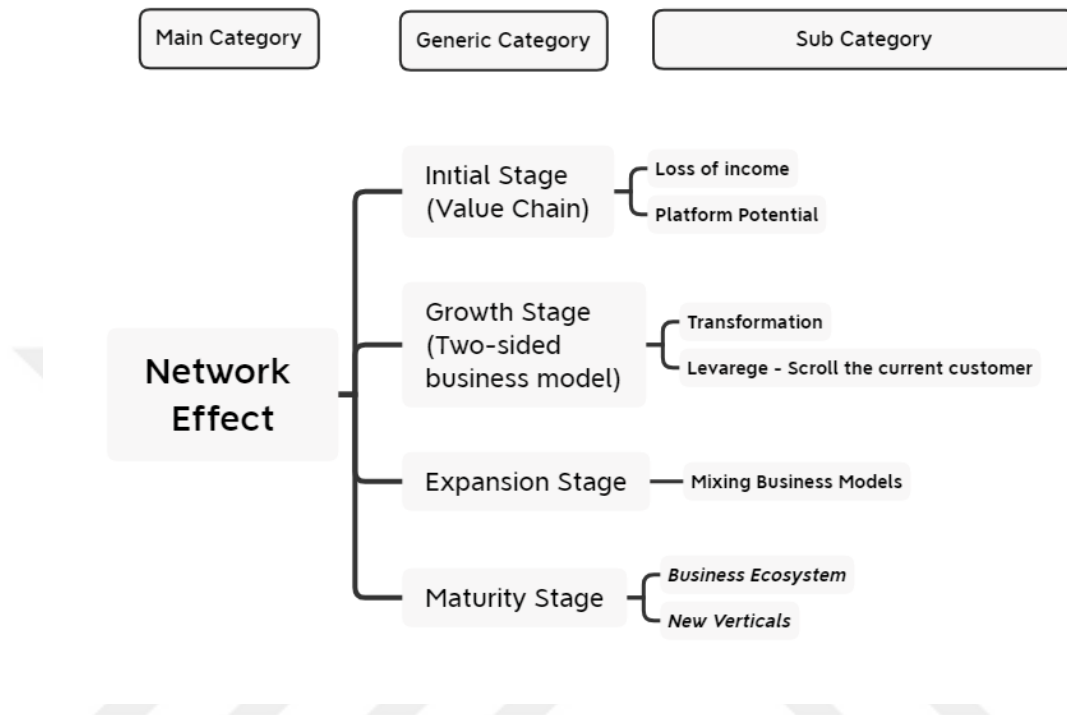 Main Category
Generic Category
Sub Category
Inıtial Stage
(Value Chain)
Loss of income
Platform Potential
Growth Stage
(Two-sided
business model)
Transformation
Levarege - Scroll the current customer
Network
Effect
Expansion Stage
Mixing Business Models
Maturity Stage
Business Ecosystem
New Verticals